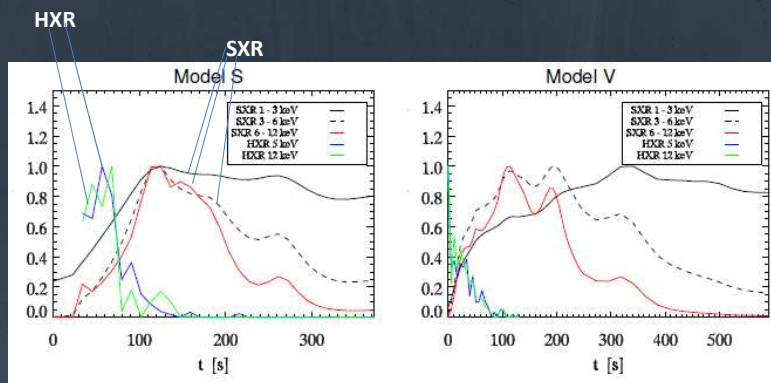 HXR
SXR
Model S
1.4
1.2
1.0
0.8
0.6
0.4
0.2
0.0
SXR 1 - 3 keV
SXR 3 - 6 keV
SXR 6 - 12 keV
HXR 5 keV
HXR 12 keV
0 100 200 300
t [s]
Model V
1.4
1.2
1.0
0.8
0.6
0.4
0.2
0.0
SXR 1 - 3 keV
SXR 3 - 6 keV
SXR 6 - 12 keV
HXR 5 keV
HXR 12 keV
0 100 200 300 400 500
t [s]